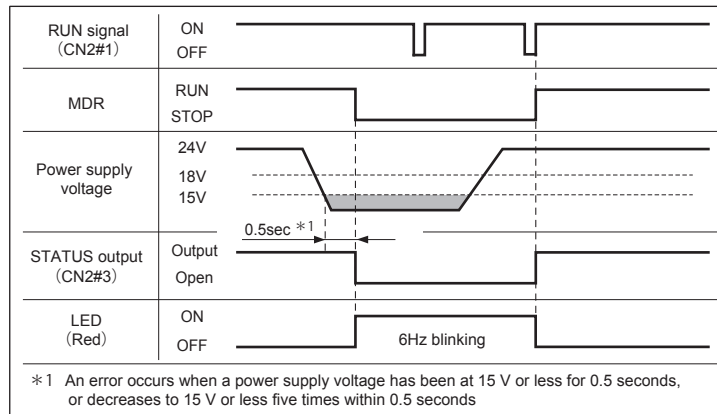 RUN signal
(CN2#1)
ON
OFF
MDR
RUN
STOP
Power supply
voltage
24V
18V
15V
0.5sec *1
STATUS output
(CN2#3)
Output
Open
LED
(Red)
ON
OFF
6Hz blinking
*1 An error occurs when a power supply voltage has been at 15 V or less for 0.5 seconds,
or decreases to 15 V or less five times within 0.5 seconds